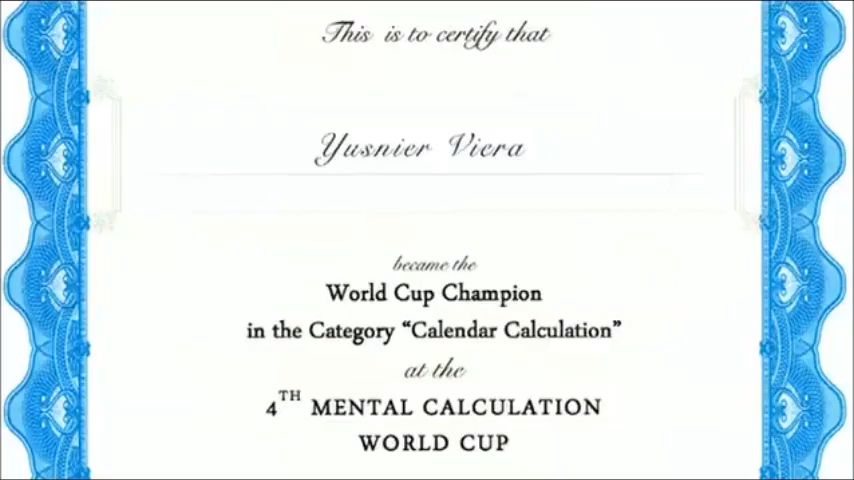 This is to certify that
Yusnier Viera
became the
World Cup Champion
in the Category “Calendar Calculation”
at the
4TH MENTAL CALCULATION
WORLD CUP